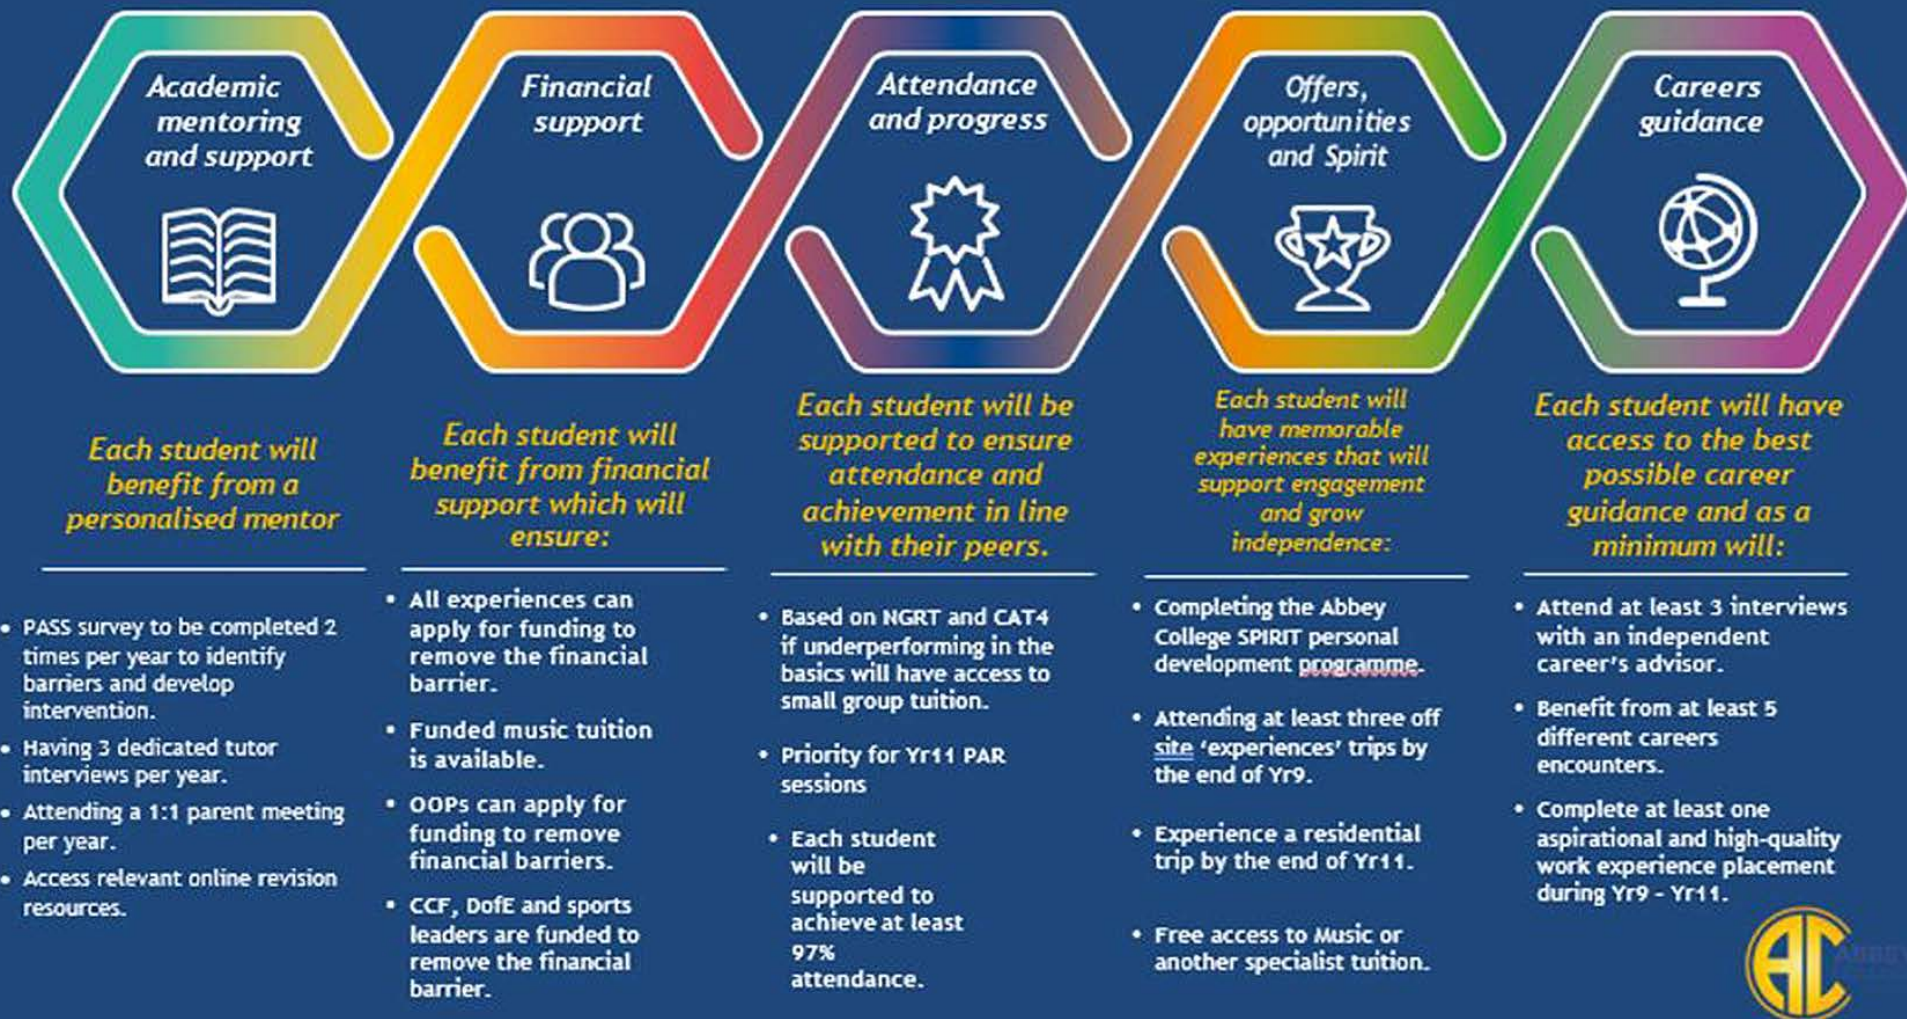 Academic
mentoring
and support
Each student will
benefit from a
personalised mentor
• PASS survey to be completed 2
times per year to identify
barriers and develop
intervention.
• Having 3 dedicated tutor
interviews per year.
• Attending a 1:1 parent meeting
per year.
• Access relevant online revision
resources.
Financial
support
Each student will
benefit from financial
support which will
ensure:
• All experiences can
apply for funding to
remove the financial
barrier.
• Funded music tuition
is available.
• OOPs can apply for
funding to remove
financial barriers.
• CCF, DofE and sports
leaders are funded to
remove the financial
barrier.
Attendance
and progress
Each student will be
supported to ensure
attendance and
achievement in line
with their peers.
• Based on NGRT and CAT4
if underperforming in the
basics will have access to
small group tuition.
• Priority for Yr11 PAR
sessions
• Each student
will be
supported to
achieve at least
97%
attendance.
Offers,
opportunities
and Spirit
Each student will
have memorable
experiences that will
support engagement
and grow
independence:
• Completing the Abbey
College SPIRIT personal
development programme.
• Attending at least three off
site ‘experiences’ trips by
the end of Yr9.
• Experience a residential
trip by the end of Yr11.
• Free access to Music or
another specialist tuition.
Careers
guidance
Each student will have
access to the best
possible career
guidance and as a
minimum will:
• Attend at least 3 interviews
with an independent
career’s advisor.
• Benefit from at least 5
different careers
encounters.
• Complete at least one
aspirational and high-quality
work experience placement
during Yr9 – Yr11.
AC